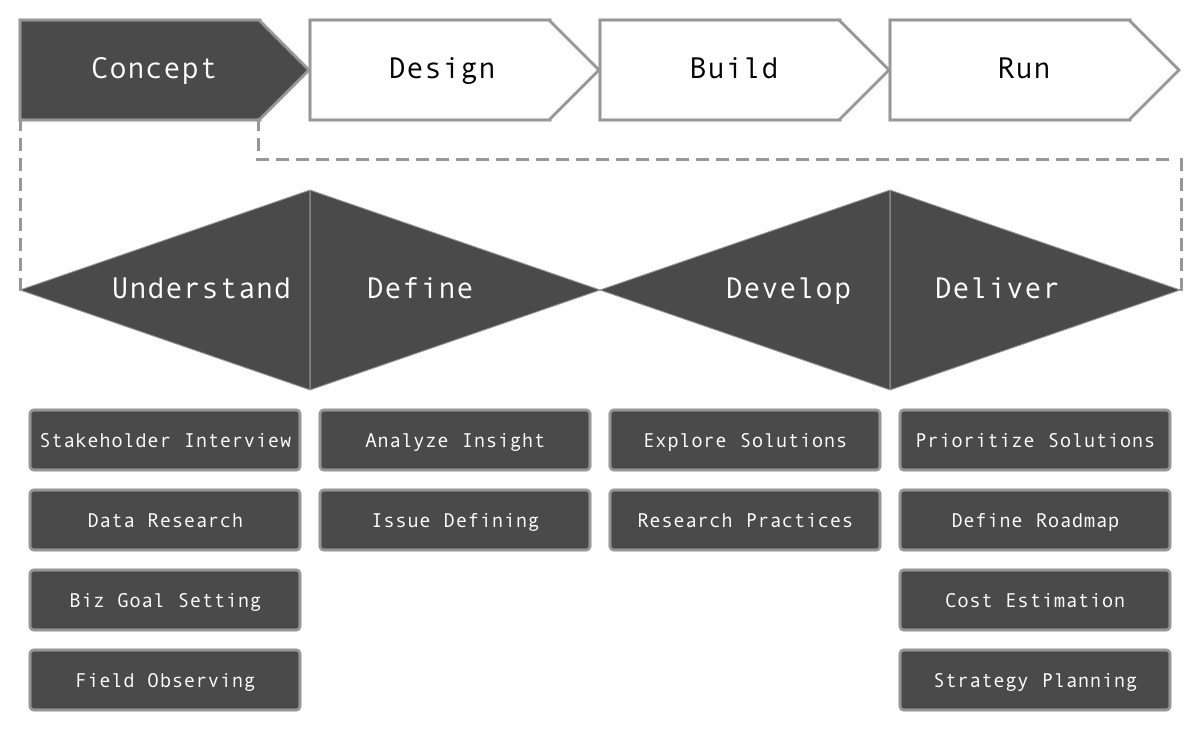 Concept
Design
Build
Run
Understand
Define
Develop
Deliver
Stakeholder Interview
Analyze Insight
Explore Solutions
Prioritize Solutions
Data Research
Issue Defining
Research Practices
Define Roadmap
Biz Goal Setting
Cost Estimation
Field Observing
Strategy Planning